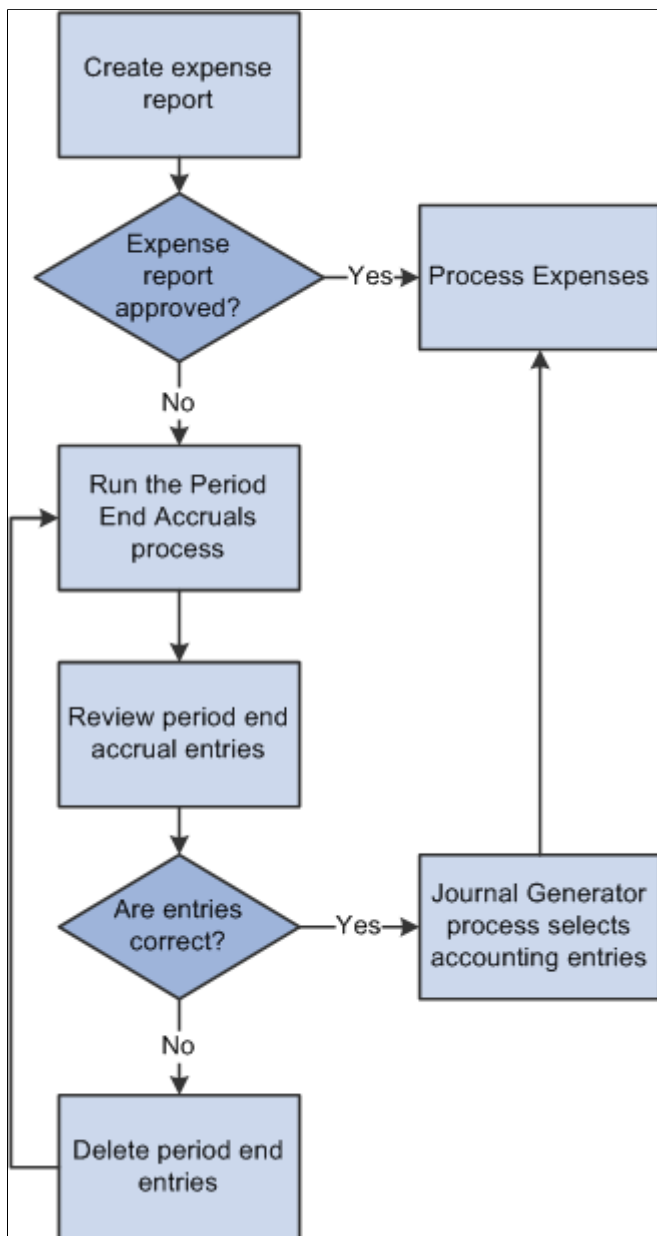 Create expense
report
Expense
report
approved?
Yes
Process Expenses
No
Run the Period
End Accruals
process
Review period end
accrual entries
Are entries
correct?
Yes
Journal Generator
process selects
accounting entries
No
Delete period end
entries